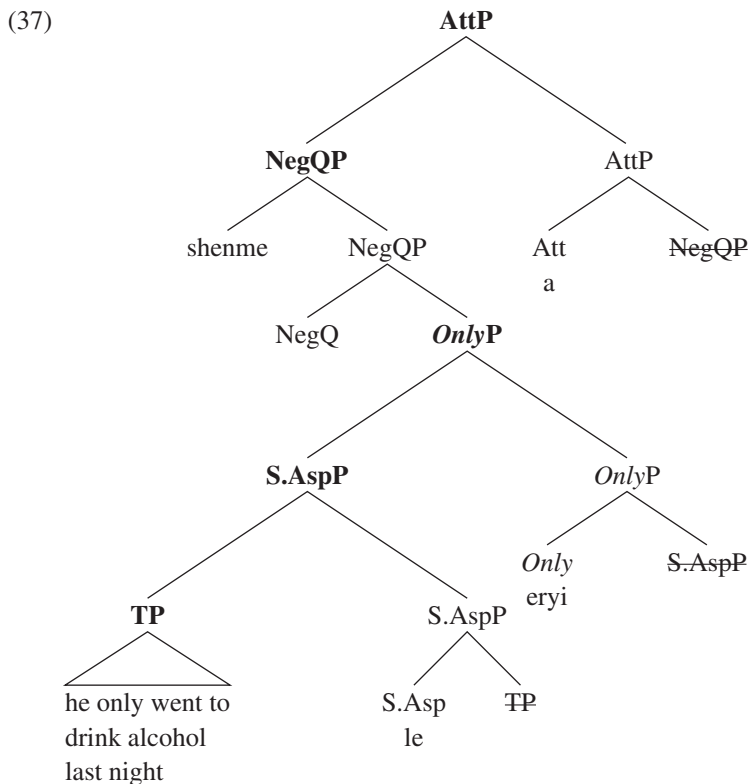 (37) AttP
NegQP AttP
shenme NegQP Att NegQP
a
NegQ OnlyP
S.AspP OnlyP
Only S.AspP
eryi
TP S.AspP
he only went to S.Asp TP
drink alcohol le
last night